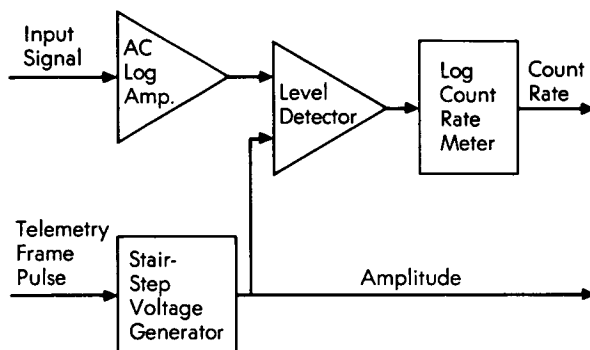 Input
Signal
AC
Log
Amp.
Level
Detector
Log
Count
Rate
Meter
Count
Rate
Telemetry
Frame
Pulse
Stair-
Step
Voltage
Generator
Amplitude